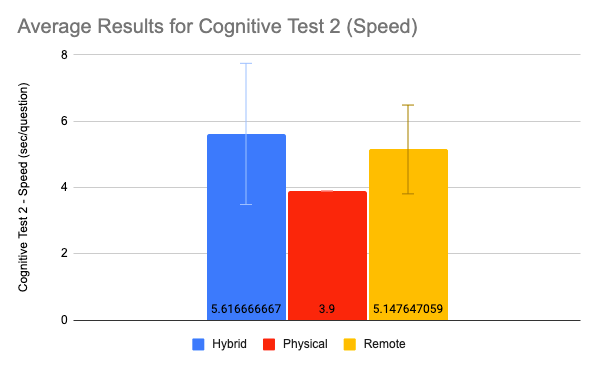 Average Results for Cognitive Test 2 (Speed)
Cognitive Test 2 - Speed (sec/question)
8
6
4
2
0
5.616666667 3.9 5.147647059
Hybrid Physical Remote